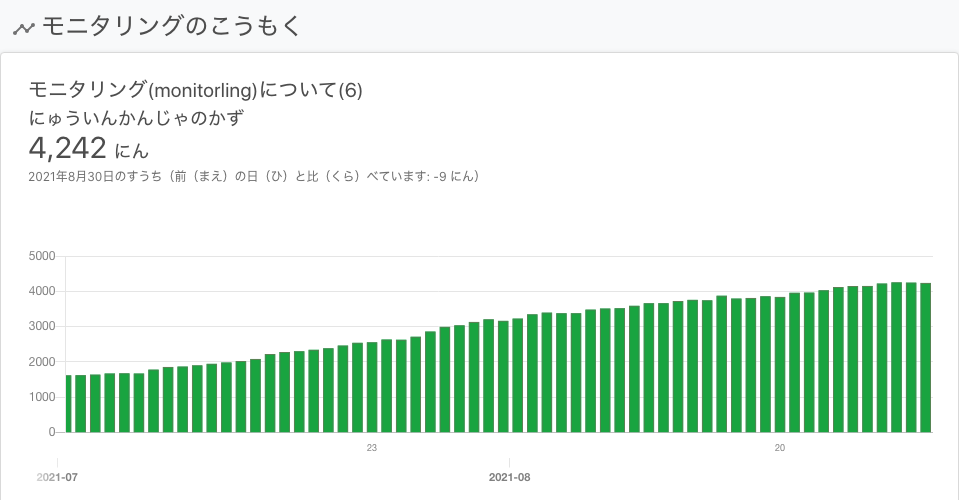 モニタリングのこうもく
モニタリング(monitorling)について(6)
にゅういんかんじゃのかず
4,242 にん
2021年8月30日のすうち（前（まえ）の日（ひ）と比（くら）べています: -9 にん）
5000
4000
3000
2000
1000
0
23
20
2021-07
2021-08